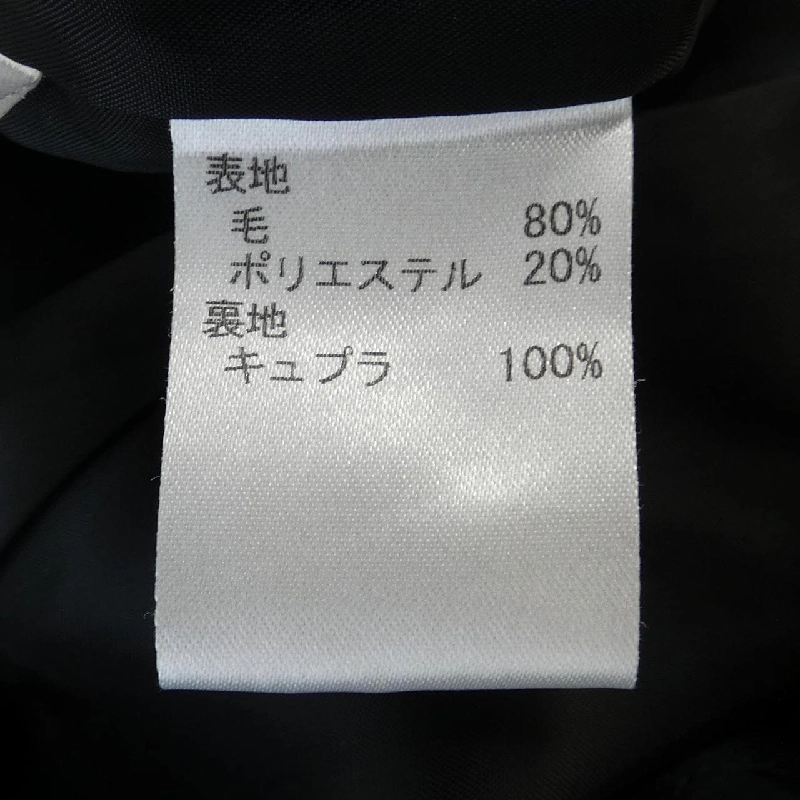 表地
毛 80%
ポリエステル 20%
裏地
キュプラ 100%